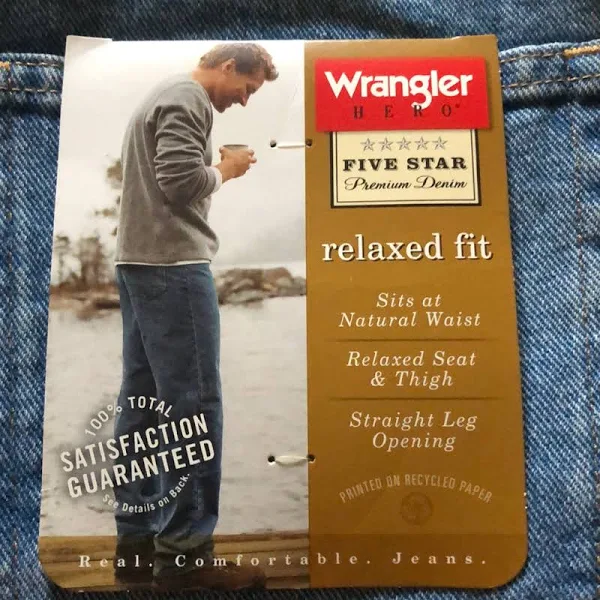 Wrangler
HERO®
FIVE STAR
Premium Denim
relaxed fit
Sits at
Natural Waist
Relaxed Seat
& Thigh
Straight Leg
Opening
PRINTED ON RECYCLED PAPER
100% TOTAL
SATISFACTION
GUARANTEED
See Details on Back.
Real. Comfortable. Jeans.